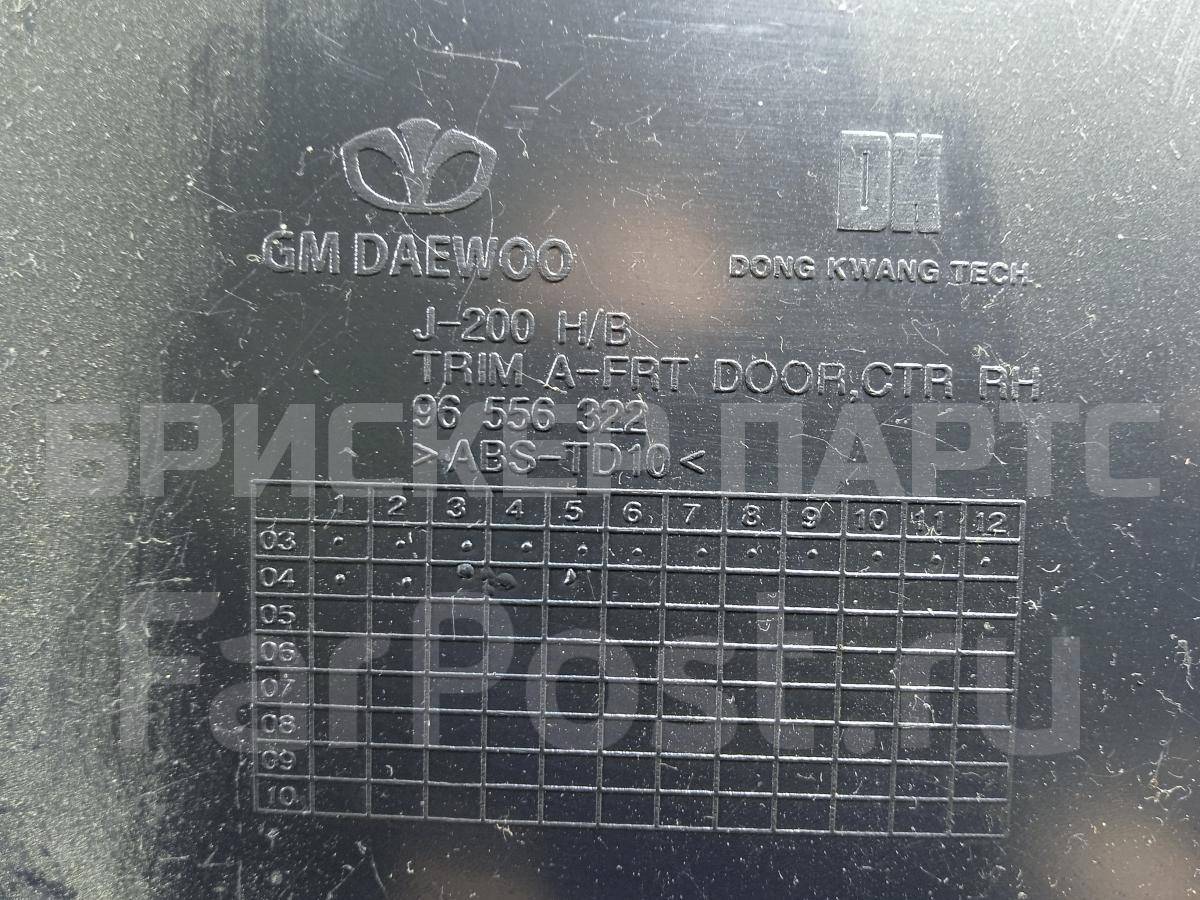 GM DAEWOO
DH
DONG KWANG TECH.
J-200 H/B
TRIM A-FRT DOOR,CTR RH
96 556 322
>ABS-TD10<
БРИСКЕР ПАРТС
1 2 3 4 5 6 7 8 9 10 11 12
03
04
05
06
07
08
09
10
FarPost.ru